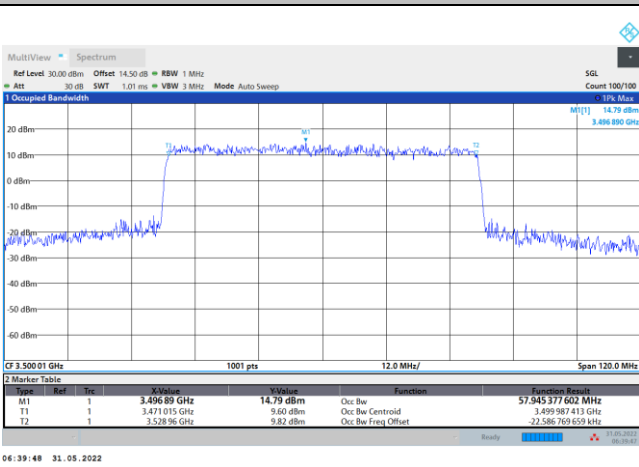 MultiView Spectrum
Ref Level 30.00 dBm Offset 14.50 dB RBW 1 MHz SGL
Att 30 dB SWT 1.01 ms VBW 3 MHz Mode Auto Sweep Count 100/100
1 Occupied Bandwidth 1Pk Max
M1[1] 14.79 dBm
3.496 890 GHz
20 dBm
M1
T1 T2
10 dBm
0 dBm
-10 dBm
-20 dBm
-30 dBm
-40 dBm
-50 dBm
-60 dBm
CF 3.500 01 GHz 1001 pts 12.0 MHz/ Span 120.0 MHz
2 Marker Table
Type Ref Trc X-Value Y-Value Function Function Result
M1 1 3.496 89 GHz 14.79 dBm Occ Bw 57.945 377 602 MHz
T1 1 3.471 015 GHz 9.60 dBm Occ Bw Centroid 3.499 987 413 GHz
T2 1 3.528 96 GHz 9.82 dBm Occ Bw Freq Offset -22.586 769 659 kHz
Ready 31.05.2022
06:39:47
06:39:48 31.05.2022